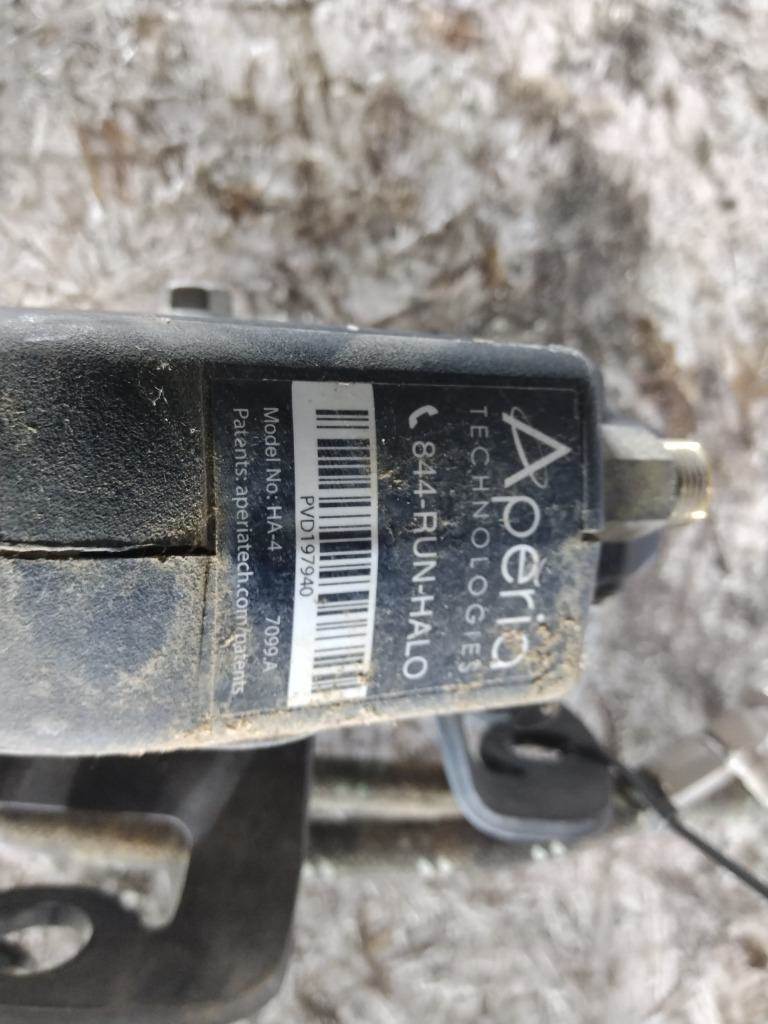 Aperia
TECHNOLOGIES
844-RUN-HALO
PVD197940
Model No: HA-4 7099.A
Patents: aperiatech.com/patents